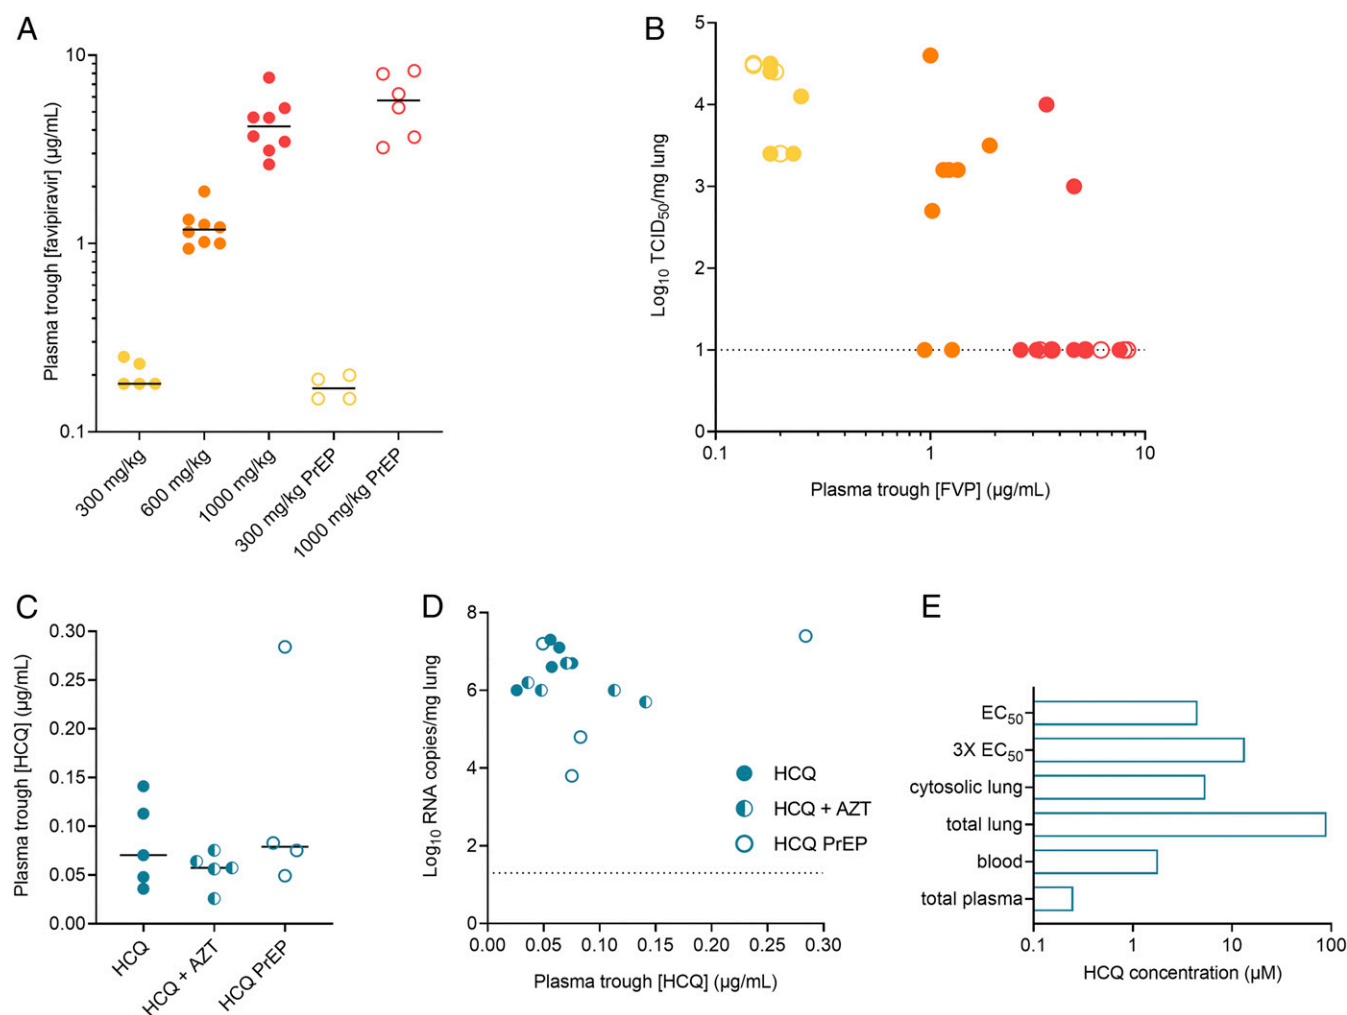 A
Plasma trough [favipiravir] (µg/mL)
10
1
0.1
300 mg/kg
600 mg/kg
1000 mg/kg
300 mg/kg PrEP
1000 mg/kg PrEP
B
Log10 TCID50/mg lung
5
4
3
2
1
0
0.1
1
10
Plasma trough [FVP] (µg/mL)
C
Plasma trough [HCQ] (µg/mL)
0.30
0.25
0.20
0.15
0.10
0.05
0.00
HCQ
HCQ + AZT
HCQ PrEP
D
Log10 RNA copies/mg lung
8
6
4
2
0
0.00
0.05
0.10
0.15
0.20
0.25
0.30
Plasma trough [HCQ] (µg/mL)
HCQ
HCQ + AZT
HCQ PrEP
E
EC50
3X EC50
cytosolic lung
total lung
blood
total plasma
0.1
1
10
100
HCQ concentration (µM)